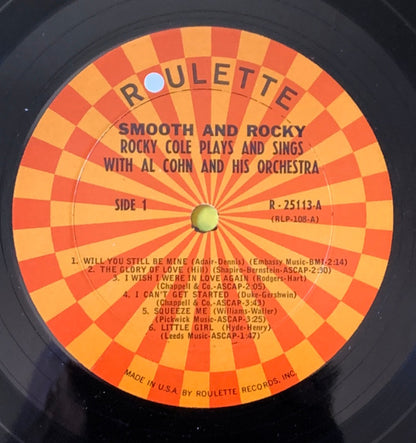 ROULETTE
SMOOTH AND ROCKY
ROCKY COLE PLAYS AND SINGS
WITH AL COHN AND HIS ORCHESTRA
SIDE 1
R - 25113-A
(RLP-108-A)
1. WILL YOU STILL BE MINE (Adair-Dennis) (Embassy Music-BMI-2:14)
2. THE GLORY OF LOVE (Hill) (Shapiro-Bernstein-ASCAP-2:30)
3. I WISH I WERE IN LOVE AGAIN (Rodgers-Hart)
(Chappell & Co.-ASCAP-2:05)
4. I CAN'T GET STARTED (Duke-Gershwin)
(Chappell & Co.-ASCAP-3:43)
5. SQUEEZE ME (Williams-Waller)
(Pickwick Music-ASCAP-3:25)
6. LITTLE GIRL (Hyde-Henry)
(Leeds Music-ASCAP-1:47)
MADE IN U.S.A. BY ROULETTE RECORDS, INC.